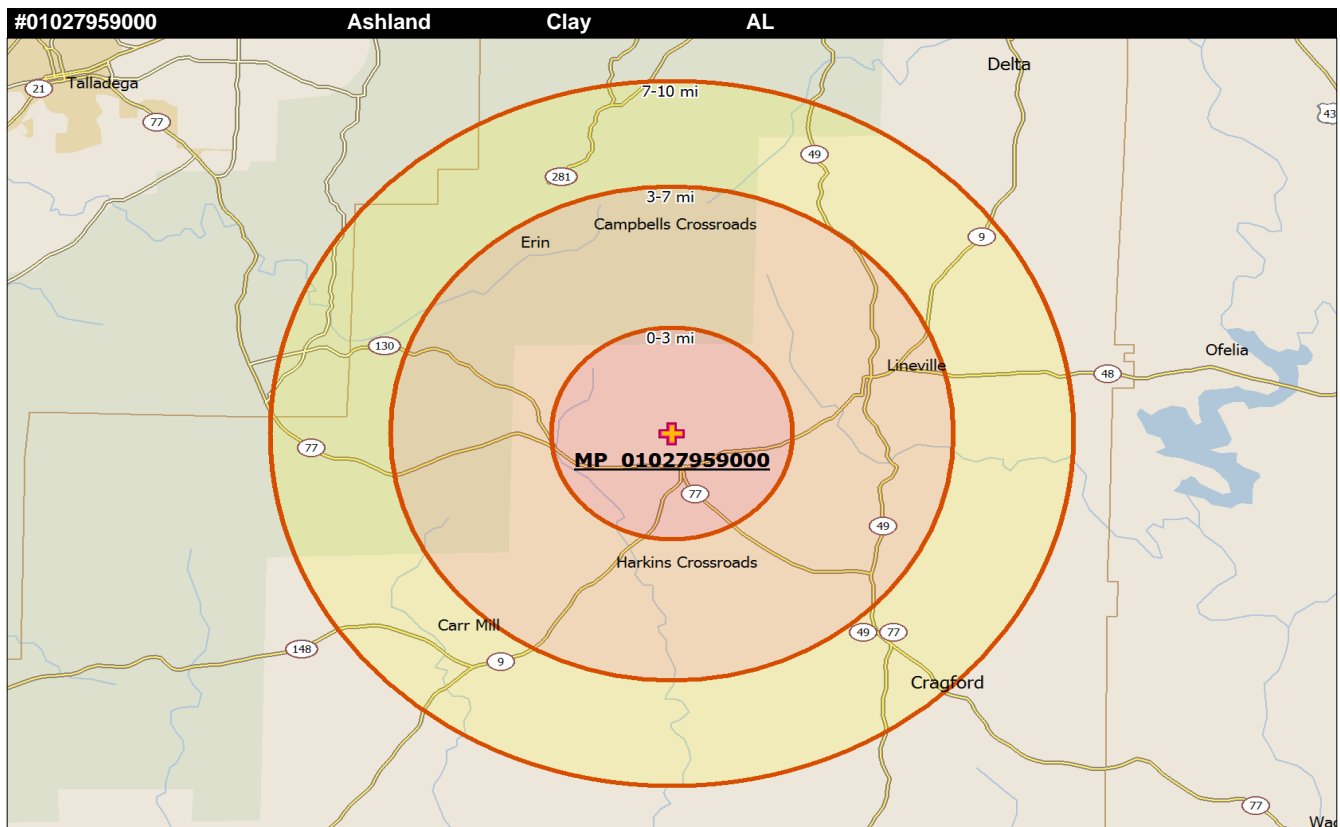 #01027959000 Ashland Clay AL
Delta
Talladega
21
7-10 mi
43
77
49
281
3-7 mi
Campbells Crossroads
Erin
9
0-3 mi
130
Ofelia
Lineville
48
77
MP 01027959000
77
49
Harkins Crossroads
Carr Mill
49
77
148
9
Cragford
77
Wad